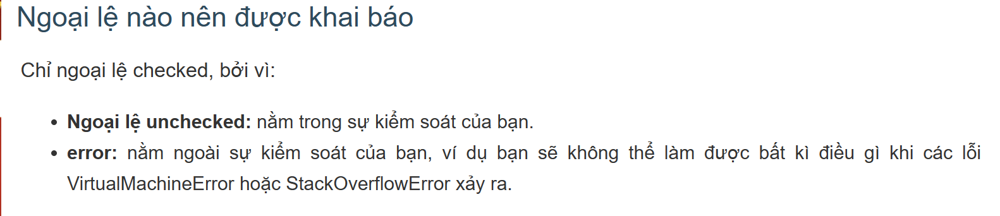 Ngoại lệ nào nên được khai báo
Chỉ ngoại lệ checked, bởi vì:
• Ngoại lệ unchecked: nằm trong sự kiểm soát của bạn.
• error: nằm ngoài sự kiểm soát của bạn, ví dụ bạn sẽ không thể làm được bất kì điều gì khi các lỗi
VirtualMachineError hoặc StackOverflowError xảy ra.